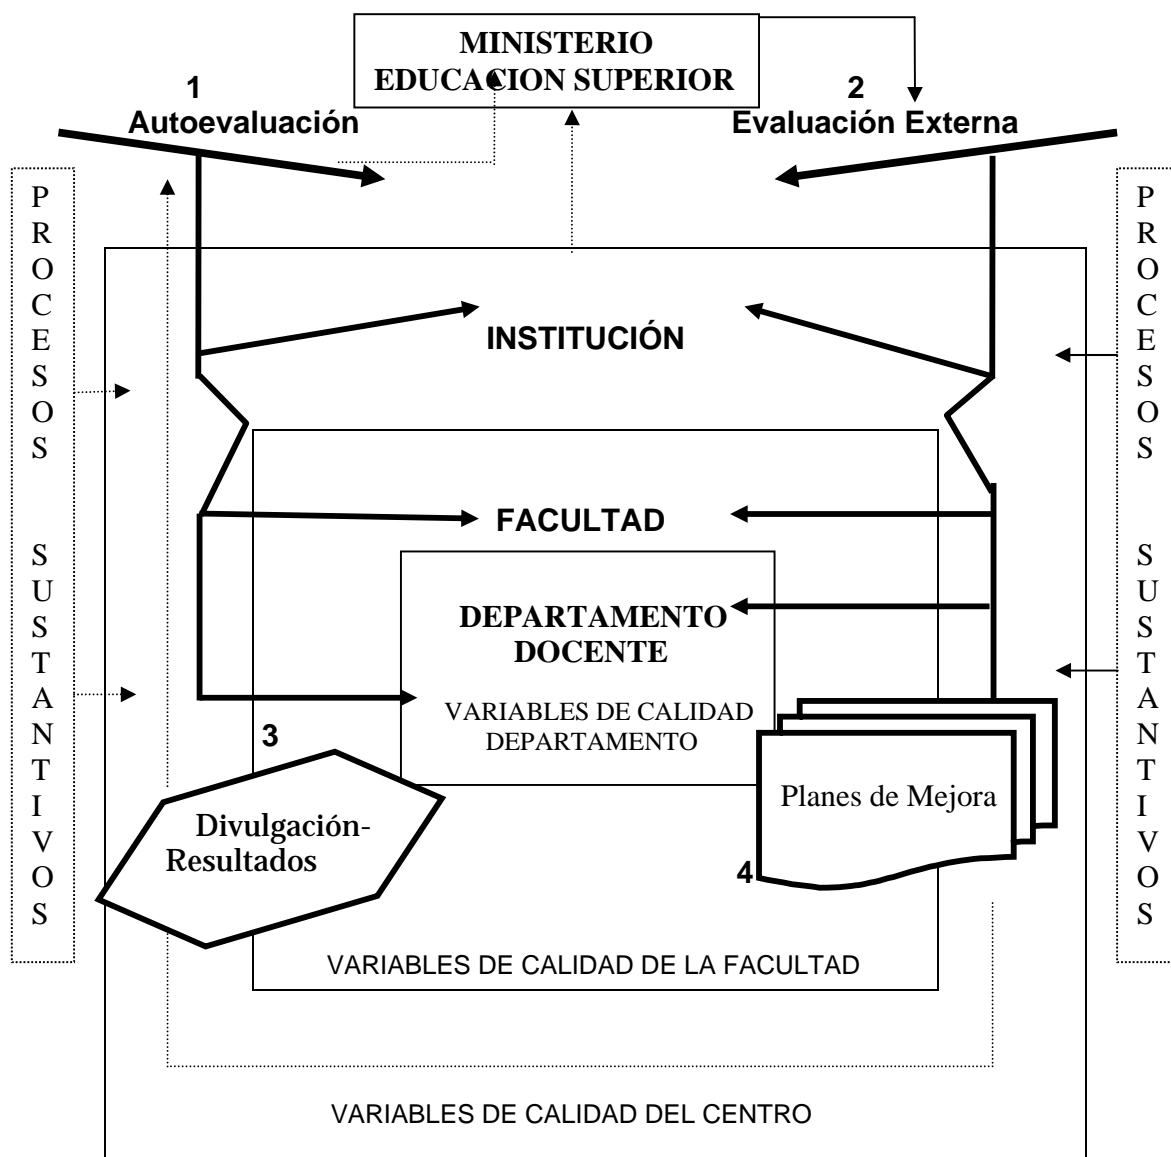 MINISTERIO
EDUCACION SUPERIOR
1
Autoevaluación
2
Evaluación Externa
P
R
O
C
E
S
O
S
S
U
S
T
A
N
T
I
V
O
S
P
R
O
C
E
S
O
S
S
U
S
T
A
N
T
I
V
O
S
INSTITUCIÓN
FACULTAD
DEPARTAMENTO
DOCENTE
VARIABLES DE CALIDAD
DEPARTAMENTO
3
Divulgación-
Resultados
Planes de Mejora
4
VARIABLES DE CALIDAD DE LA FACULTAD
VARIABLES DE CALIDAD DEL CENTRO